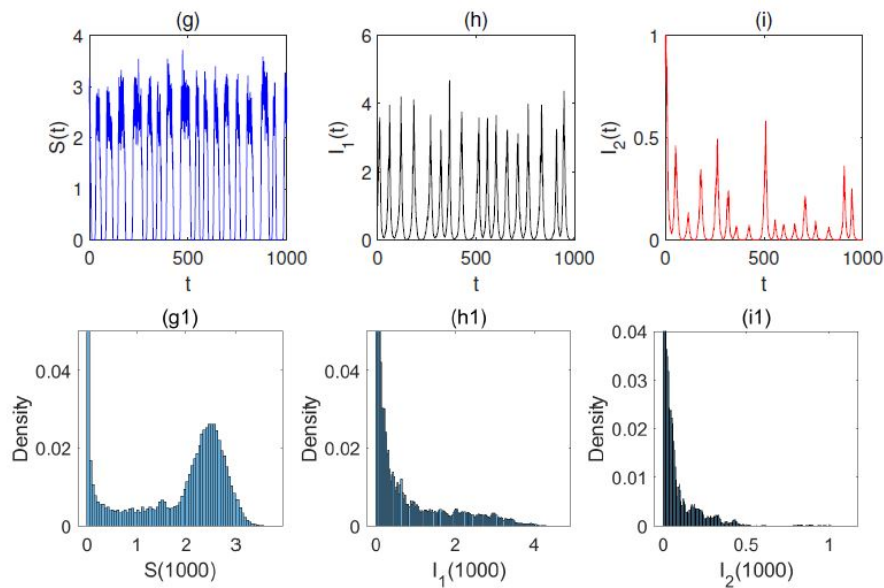 (g)
(h)
(i)
4
3
2
1
0
S(t)
0
500
1000
t
6
4
2
0
I₁(t)
0
500
1000
t
1
0.5
0
I₂(t)
0
500
1000
t
(g1)
(h1)
(i1)
0.04
0.02
0
Density
0
1
2
3
S(1000)
0.04
0.02
0
Density
0
2
4
I₁(1000)
0.04
0.03
0.02
0.01
0
Density
0
0.5
1
I₂(1000)